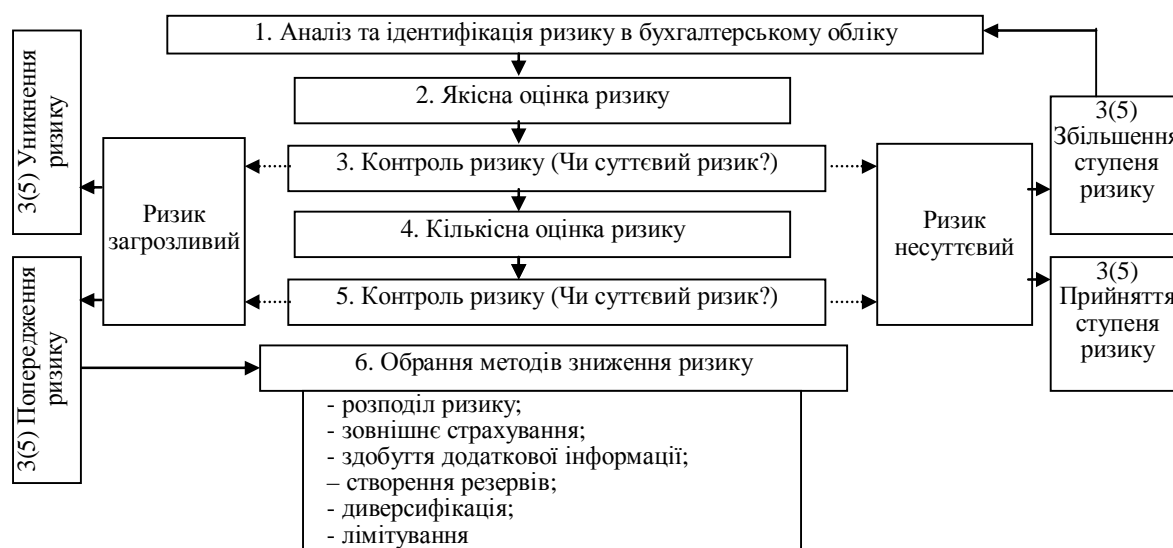 1. Аналіз та ідентифікація ризику в бухгалтерському обліку
3(5) Уникнення
ризику
2. Якісна оцінка ризику
3(5)
Збільшення
ступеня
ризику
3. Контроль ризику (Чи суттєвий ризик?)
Ризик
загрозливий
Ризик
несуттєвий
4. Кількісна оцінка ризику
3(5) Попередження
ризику
5. Контроль ризику (Чи суттєвий ризик?)
3(5)
Прийняття
ступеня
ризику
6. Обрання методів зниження ризику
- розподіл ризику;
- зовнішнє страхування;
- здобуття додаткової інформації;
– створення резервів;
- диверсифікація;
- лімітування